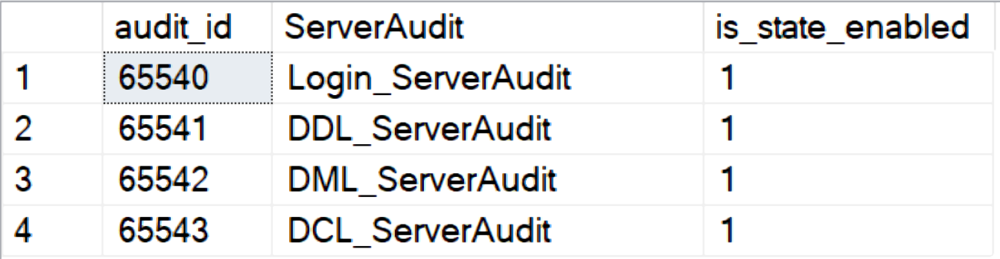 audit_id ServerAudit is_state_enabled
1 65540 Login_ServerAudit 1
2 65541 DDL_ServerAudit 1
3 65542 DML_ServerAudit 1
4 65543 DCL_ServerAudit 1